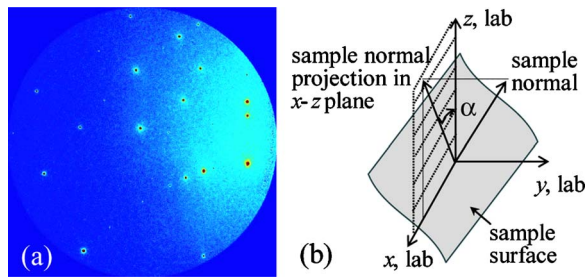 (a)
(b)
z, lab
sample normal
projection in
x-z plane
sample
normal
α
y, lab
x, lab
sample
surface